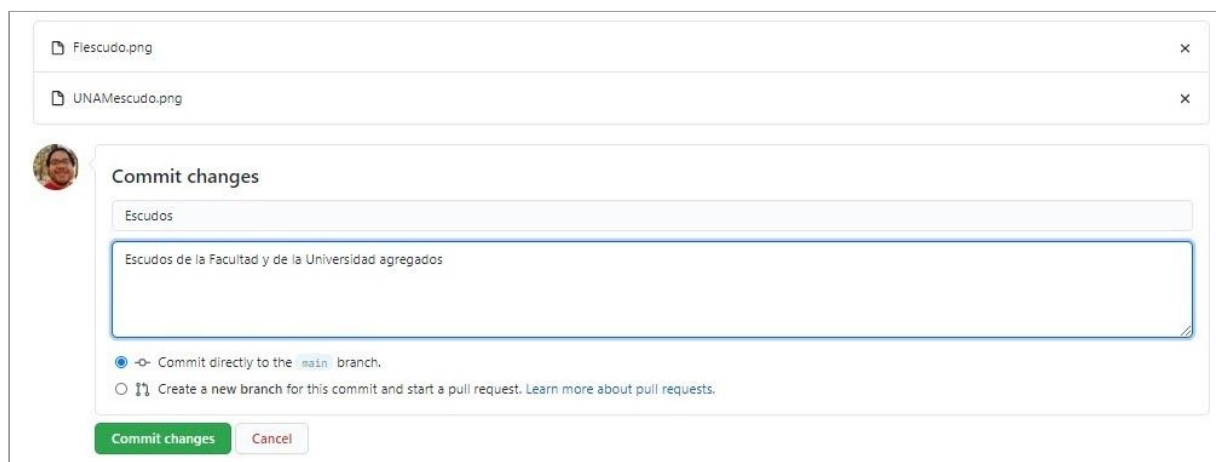 FIescudo.png
UNAMescudo.png
Commit changes
Escudos
Escudos de la Facultad y de la Universidad agregados
Commit directly to the main branch.
Create a new branch for this commit and start a pull request. Learn more about pull requests.
Commit changes Cancel